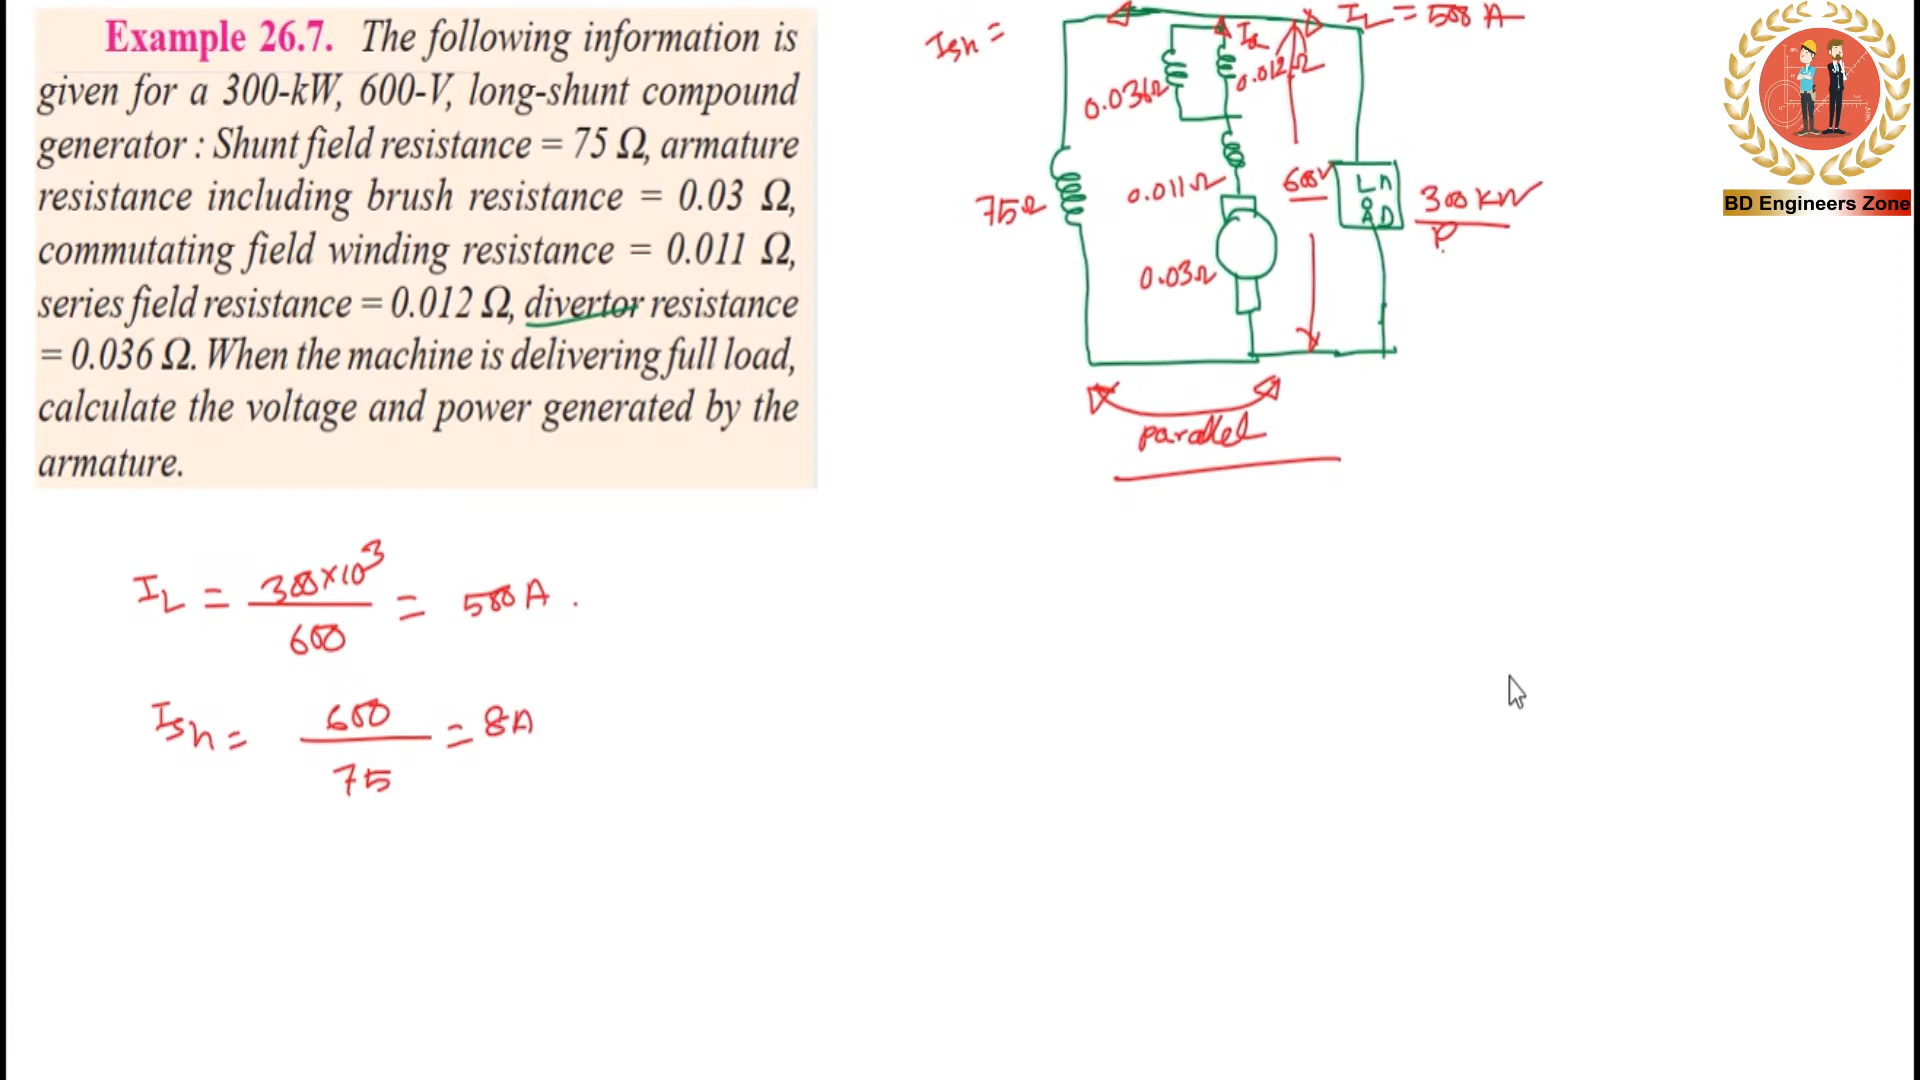 Example 26.7. The following information is
given for a 300-kW, 600-V, long-shunt compound
generator : Shunt field resistance = 75 Ω, armature
resistance including brush resistance = 0.03 Ω,
commutating field winding resistance = 0.011 Ω,
series field resistance = 0.012 Ω, divertor resistance
= 0.036 Ω. When the machine is delivering full load,
calculate the voltage and power generated by the
armature.
Ish =
IL = 500 A
Ia
0.036Ω
0.012Ω
75Ω
0.011Ω
600V
LOAD
300 KW
P
0.03Ω
parallel
BD Engineers Zone
IL = 300×10³ / 600 = 500 A .
Ish = 600 / 75 = 8A